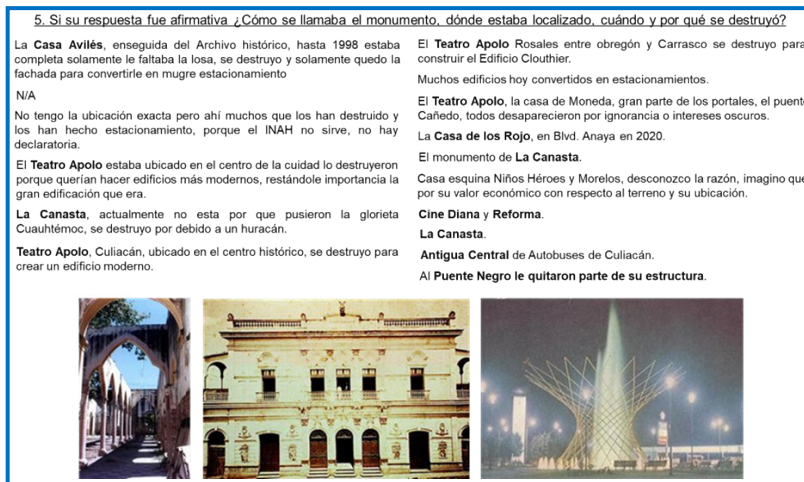 5. Si su respuesta fue afirmativa ¿Cómo se llamaba el monumento, dónde estaba localizado, cuándo y por qué se destruyó?
La Casa Avilés, enseguida del Archivo histórico, hasta 1998 estaba
completa solamente le faltaba la losa, se destruyó y solamente quedo la
fachada para convertirle en mugre estacionamiento
N/A
No tengo la ubicación exacta pero ahí muchos que los han destruido y
los han hecho estacionamiento, porque el INAH no sirve, no hay
declaratoria.
El Teatro Apolo estaba ubicado en el centro de la cuidad lo destruyeron
porque querían hacer edificios más modernos, restándole importancia la
gran edificación que era.
La Canasta, actualmente no esta por que pusieron la glorieta
Cuauhtémoc, se destruyo por debido a un huracán.
Teatro Apolo, Culiacán, ubicado en el centro histórico, se destruyo para
crear un edificio moderno.
El Teatro Apolo Rosales entre obregón y Carrasco se destruyo para
construir el Edificio Clouthier.
Muchos edificios hoy convertidos en estacionamientos.
El Teatro Apolo, la casa de Moneda, gran parte de los portales, el puente
Cañedo, todos desaparecieron por ignorancia o intereses oscuros.
La Casa de los Rojo, en Blvd. Anaya en 2020.
El monumento de La Canasta.
Casa esquina Niños Héroes y Morelos, desconozco la razón, imagino que
por su valor económico con respecto al terreno y su ubicación.
Cine Diana y Reforma.
La Canasta.
Antigua Central de Autobuses de Culiacán.
Al Puente Negro le quitaron parte de su estructura.